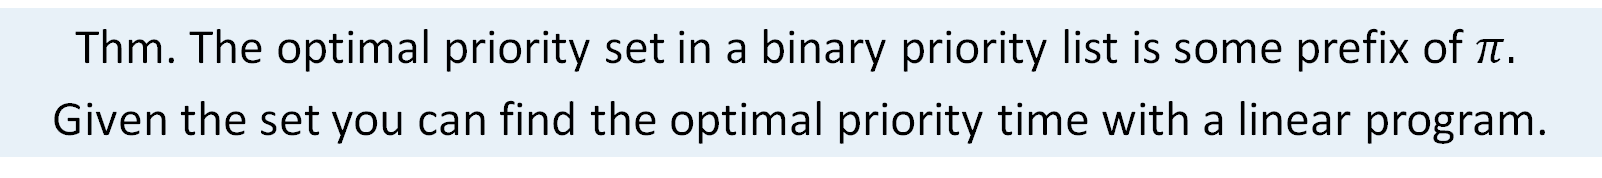 Thm. The optimal priority set in a binary priority list is some prefix of π.
Given the set you can find the optimal priority time with a linear program.